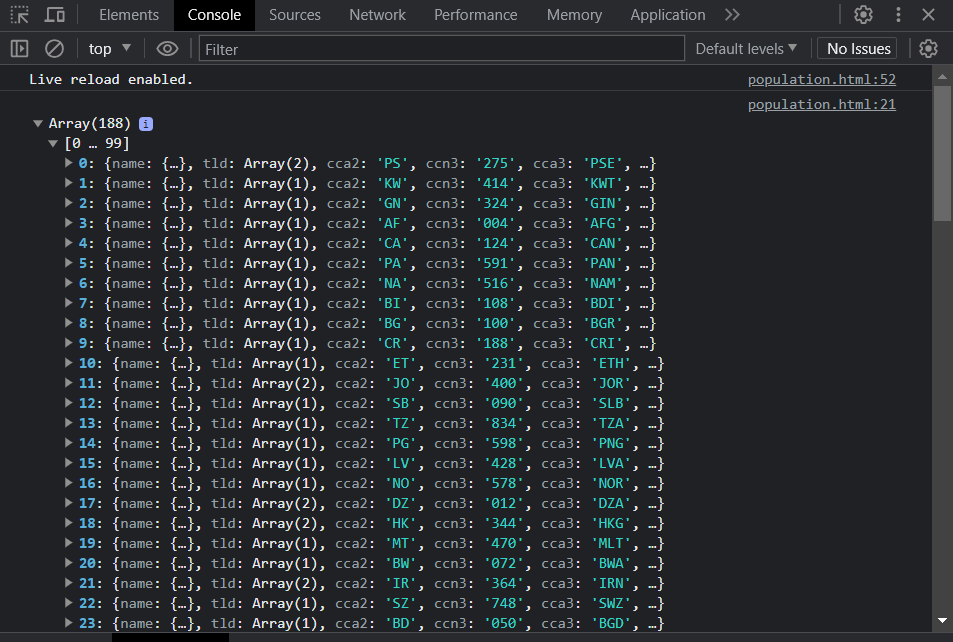 Elements Console Sources Network Performance Memory Application
top Filter Default levels No Issues
Live reload enabled. population.html:52
population.html:21
Array(188) i
[0 … 99]
0: {name: {…}, tld: Array(2), cca2: 'PS', ccn3: '275', cca3: 'PSE', …}
1: {name: {…}, tld: Array(1), cca2: 'KW', ccn3: '414', cca3: 'KWT', …}
2: {name: {…}, tld: Array(1), cca2: 'GN', ccn3: '324', cca3: 'GIN', …}
3: {name: {…}, tld: Array(1), cca2: 'AF', ccn3: '004', cca3: 'AFG', …}
4: {name: {…}, tld: Array(1), cca2: 'CA', ccn3: '124', cca3: 'CAN', …}
5: {name: {…}, tld: Array(1), cca2: 'PA', ccn3: '591', cca3: 'PAN', …}
6: {name: {…}, tld: Array(1), cca2: 'NA', ccn3: '516', cca3: 'NAM', …}
7: {name: {…}, tld: Array(1), cca2: 'BI', ccn3: '108', cca3: 'BDI', …}
8: {name: {…}, tld: Array(1), cca2: 'BG', ccn3: '100', cca3: 'BGR', …}
9: {name: {…}, tld: Array(1), cca2: 'CR', ccn3: '188', cca3: 'CRI', …}
10: {name: {…}, tld: Array(1), cca2: 'ET', ccn3: '231', cca3: 'ETH', …}
11: {name: {…}, tld: Array(2), cca2: 'JO', ccn3: '400', cca3: 'JOR', …}
12: {name: {…}, tld: Array(1), cca2: 'SB', ccn3: '090', cca3: 'SLB', …}
13: {name: {…}, tld: Array(1), cca2: 'TZ', ccn3: '834', cca3: 'TZA', …}
14: {name: {…}, tld: Array(1), cca2: 'PG', ccn3: '598', cca3: 'PNG', …}
15: {name: {…}, tld: Array(1), cca2: 'LV', ccn3: '428', cca3: 'LVA', …}
16: {name: {…}, tld: Array(1), cca2: 'NO', ccn3: '578', cca3: 'NOR', …}
17: {name: {…}, tld: Array(2), cca2: 'DZ', ccn3: '012', cca3: 'DZA', …}
18: {name: {…}, tld: Array(2), cca2: 'HK', ccn3: '344', cca3: 'HKG', …}
19: {name: {…}, tld: Array(1), cca2: 'MT', ccn3: '470', cca3: 'MLT', …}
20: {name: {…}, tld: Array(1), cca2: 'BW', ccn3: '072', cca3: 'BWA', …}
21: {name: {…}, tld: Array(2), cca2: 'IR', ccn3: '364', cca3: 'IRN', …}
22: {name: {…}, tld: Array(1), cca2: 'SZ', ccn3: '748', cca3: 'SWZ', …}
23: {name: {…}, tld: Array(1), cca2: 'BD', ccn3: '050', cca3: 'BGD', …}